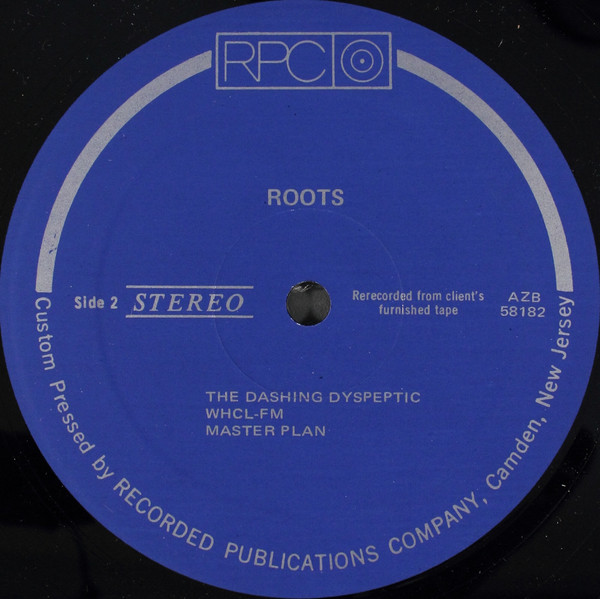 RPC
ROOTS
Side 2 STEREO
Rerecorded from client's
furnished tape
AZB
58182
THE DASHING DYSPEPTIC
WHCL-FM
MASTER PLAN
Custom Pressed by RECORDED PUBLICATIONS COMPANY, Camden, New Jersey